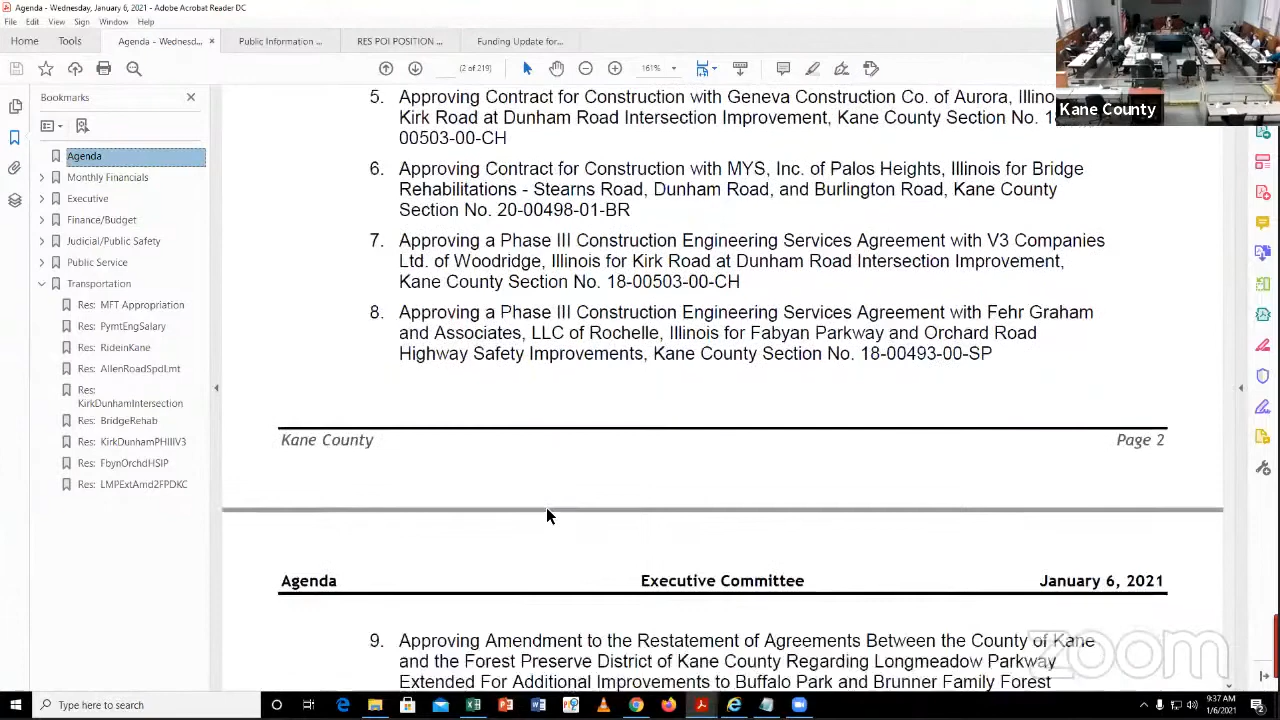 Agenda - Wednesday, January 6, 2021 - Adobe Acrobat Reader DC
File Edit View Sign Window Help
Home Tools Agenda - Wednesd... × Public Information ... RES POI POSITION ... Funding Update for...
(2 of 219) 161%
Kane County
Bookmarks
Agenda
Monthly Financials
Executive
Finance/Budget
Judicial/Public Safety
Public Service
Transportation
Res: MFT Appropriation
Res: PymtEngSalary
Res: RideinKane
Res: AllenRoadSpdLmt
Res:
KirkDunhamIntersection
Res: BridgeRehab
Res: KirkDunhamPHIIIV3
Res: FbynOrchdHSIP
Res: LMPExtAmd2FPDKC
5. Approving Contract for Construction with Geneva Construction Co. of Aurora,
Kirk Road at Dunham Road Intersection Improvement, Kane County Section No.
00503-00-CH
6. Approving Contract for Construction with MYS, Inc. of Palos Heights, Illinois for Bridge
Rehabilitations - Stearns Road, Dunham Road, and Burlington Road, Kane County
Section No. 20-00498-01-BR
7. Approving a Phase III Construction Engineering Services Agreement with V3 Companies
Ltd. of Woodridge, Illinois for Kirk Road at Dunham Road Intersection Improvement,
Kane County Section No. 18-00503-00-CH
8. Approving a Phase III Construction Engineering Services Agreement with Fehr Graham
and Associates, LLC of Rochelle, Illinois for Fabyan Parkway and Orchard Road
Highway Safety Improvements, Kane County Section No. 18-00493-00-SP
Kane County Page 2
Agenda Executive Committee January 6, 2021
9. Approving Amendment to the Restatement of Agreements Between the County of Kane
and the Forest Preserve District of Kane County Regarding Longmeadow Parkway
Extended For Additional Improvements to Buffalo Park and Brunner Family Forest
zoom
Type here to search
9:37 AM
1/6/2021